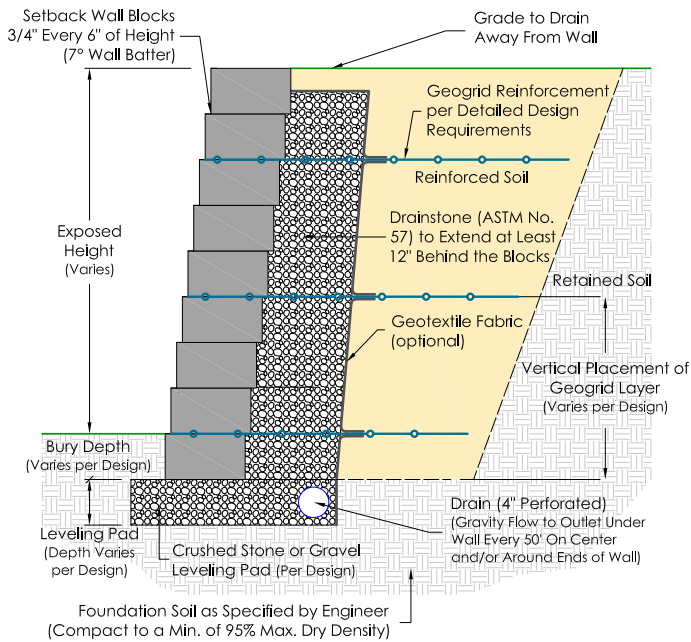 Setback Wall Blocks
3/4" Every 6" of Height
(7° Wall Batter)
Grade to Drain
Away From Wall
Geogrid Reinforcement
per Detailed Design
Requirements
Reinforced Soil
Exposed
Height
(Varies)
Drainstone (ASTM No.
57) to Extend at Least
12" Behind the Blocks
Retained Soil
Geotextile Fabric
(optional)
Vertical Placement of
Geogrid Layer
(Varies per Design)
Bury Depth
(Varies per Design)
Leveling Pad
(Depth Varies
per Design)
Crushed Stone or Gravel
Leveling Pad (Per Design)
Drain (4" Perforated)
(Gravity Flow to Outlet Under
Wall Every 50' On Center
and/or Around Ends of Wall)
Foundation Soil as Specified by Engineer
(Compact to a Min. of 95% Max. Dry Density)